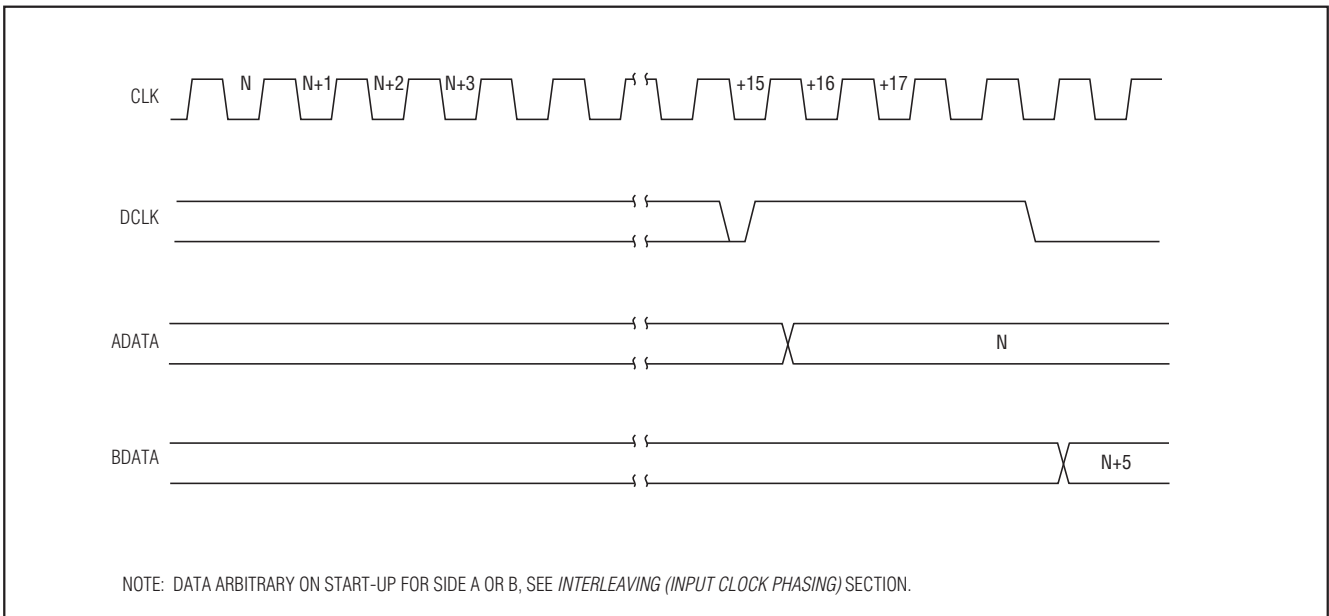 CLK N N+1 N+2 N+3 +15 +16 +17
DCLK
ADATA N
BDATA N+5
NOTE: DATA ARBITRARY ON START-UP FOR SIDE A OR B, SEE INTERLEAVING (INPUT CLOCK PHASING) SECTION.